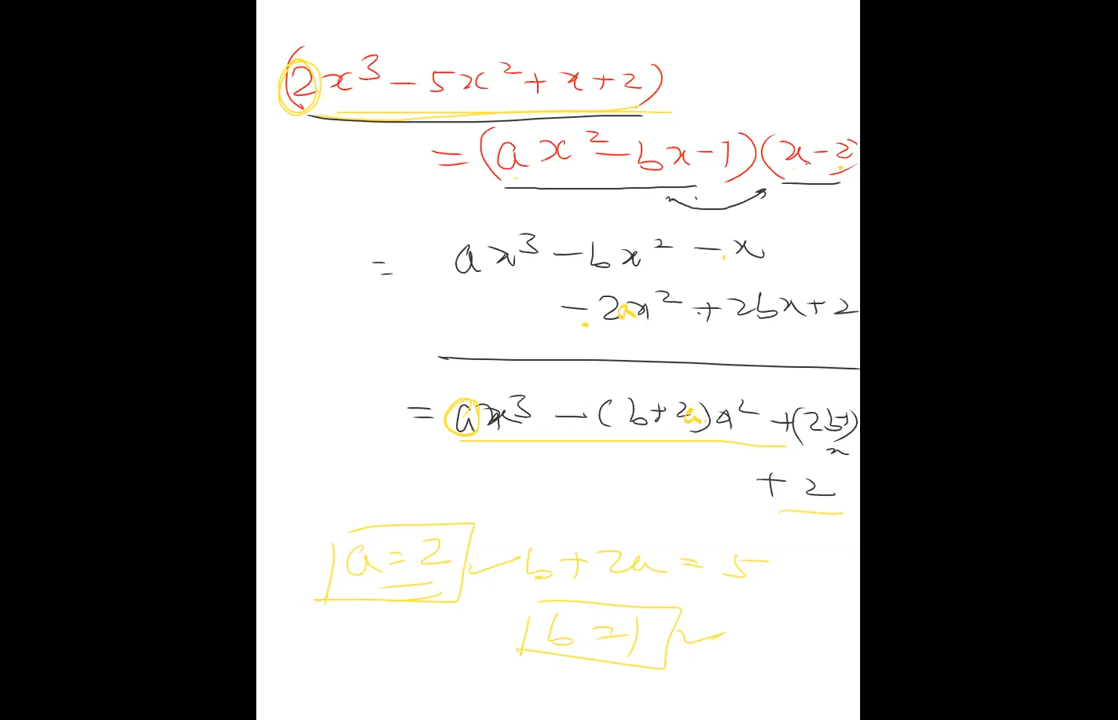 (2x³ - 5x² + x + 2)
= (ax² - bx - 1)(x - 2)
= ax³ - bx² - x
- 2ax² + 2bx + 2
= ax³ - (b + 2a)x² + (2b-1)
x
+ 2
a = 2 ✓ b + 2a = 5
b = 1 ✓